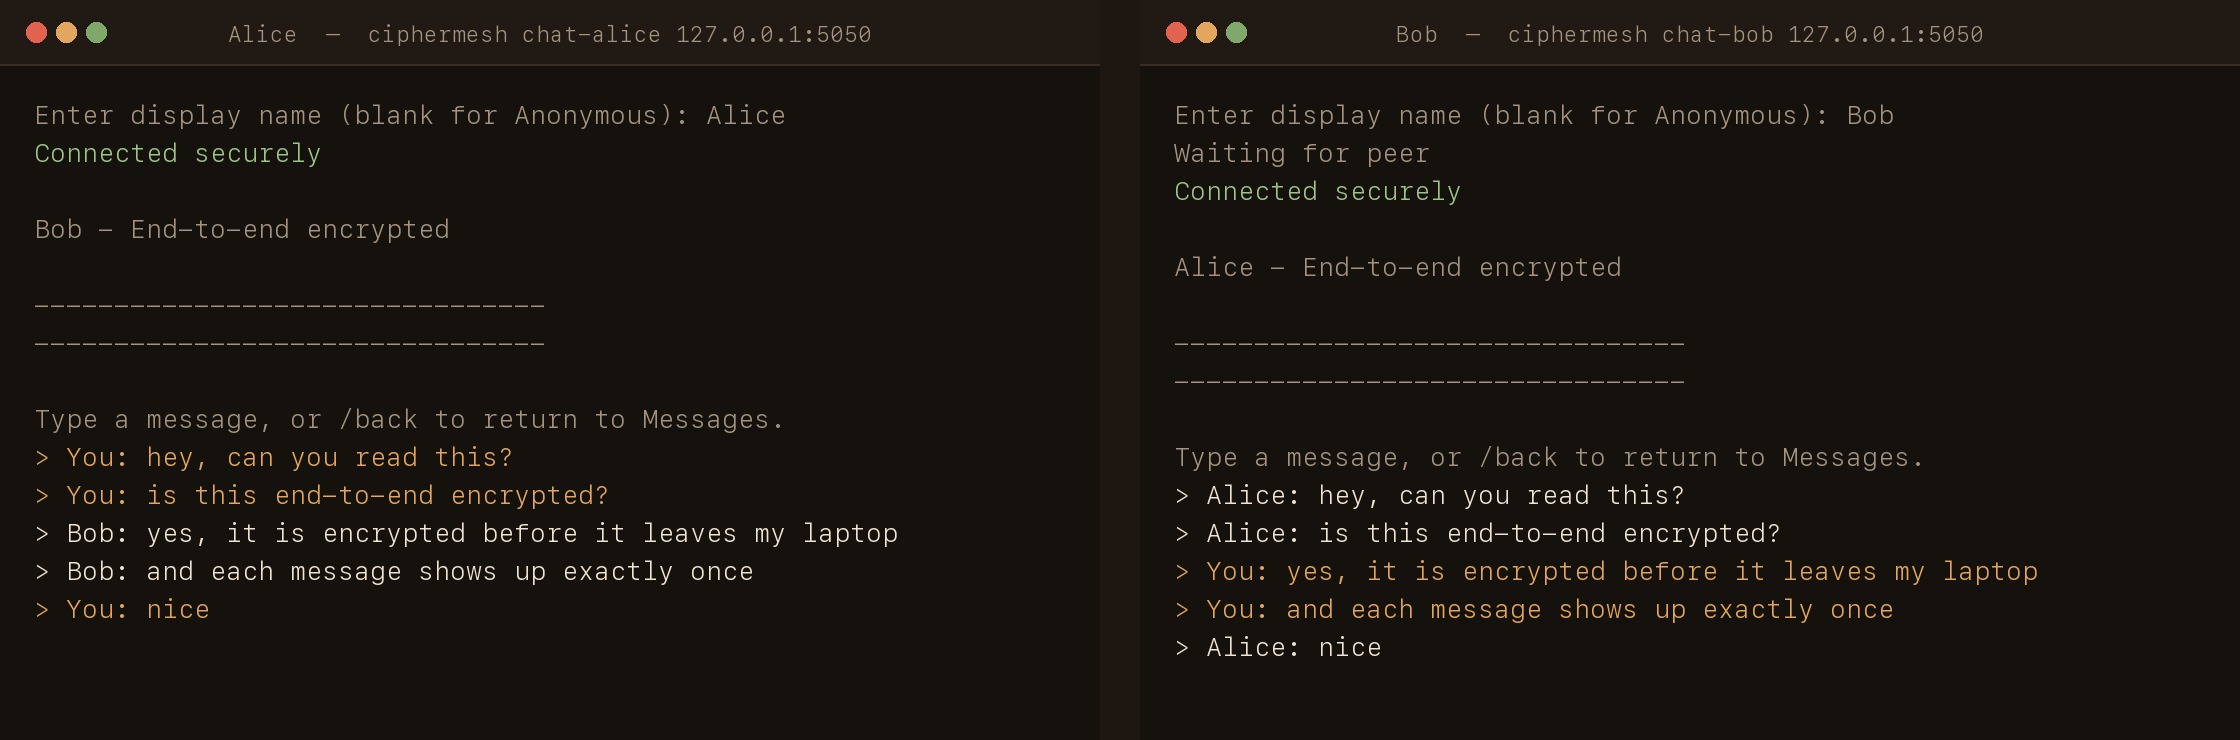 Alice — ciphermesh chat-alice 127.0.0.1:5050
Enter display name (blank for Anonymous): Alice
Connected securely
Bob - End-to-end encrypted
--------------------------------
--------------------------------
Type a message, or /back to return to Messages.
> You: hey, can you read this?
> You: is this end-to-end encrypted?
> Bob: yes, it is encrypted before it leaves my laptop
> Bob: and each message shows up exactly once
> You: nice
Bob — ciphermesh chat-bob 127.0.0.1:5050
Enter display name (blank for Anonymous): Bob
Waiting for peer
Connected securely
Alice - End-to-end encrypted
--------------------------------
--------------------------------
Type a message, or /back to return to Messages.
> Alice: hey, can you read this?
> Alice: is this end-to-end encrypted?
> You: yes, it is encrypted before it leaves my laptop
> You: and each message shows up exactly once
> Alice: nice